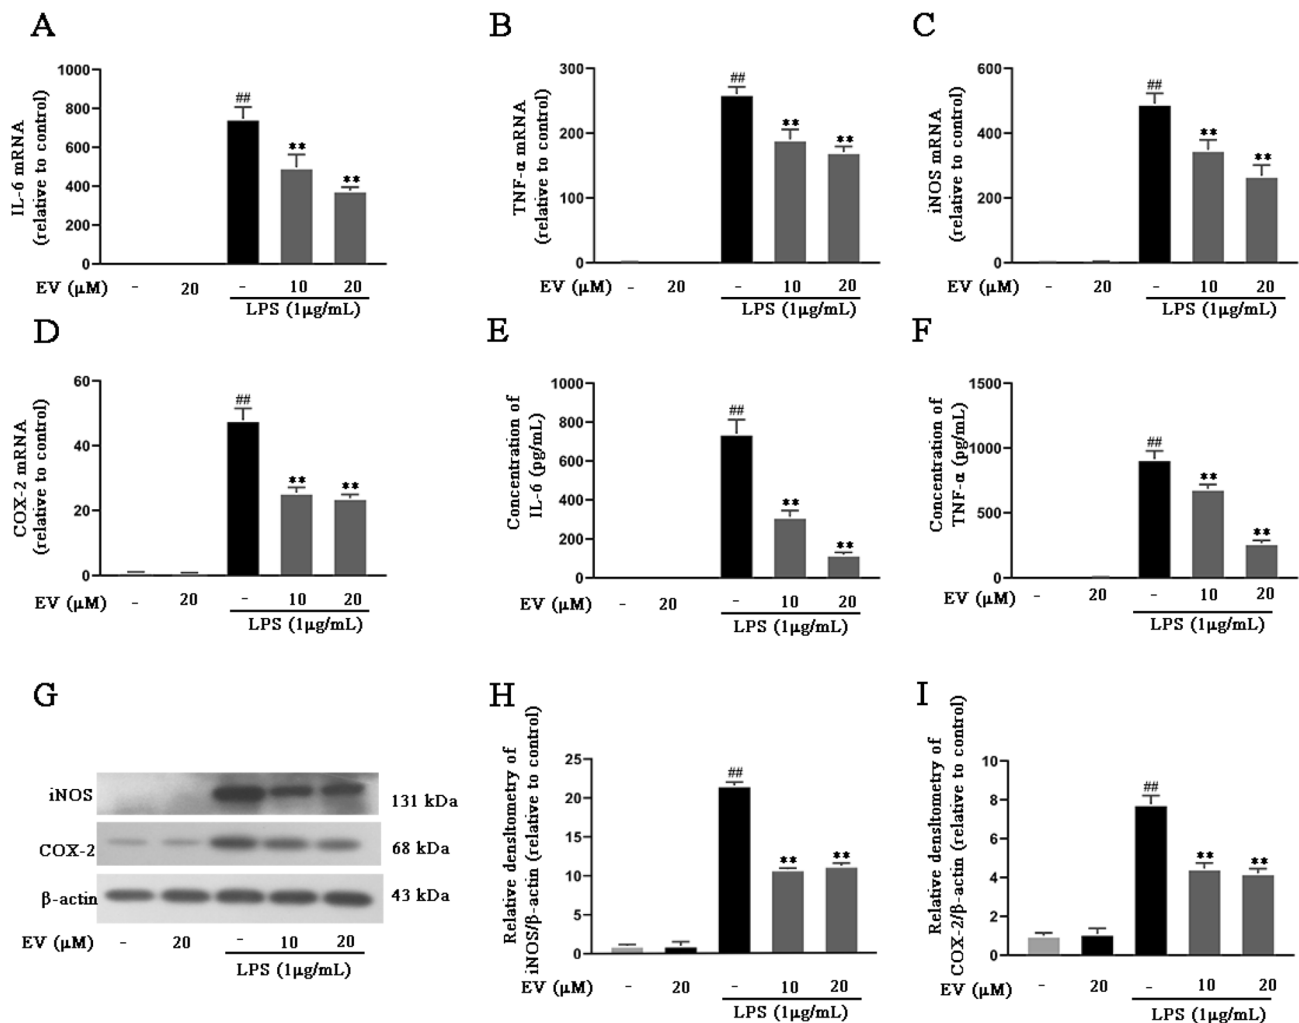 A
IL-6 mRNA
(relative to control)
1000
800
600
400
200
0
##
**
**
EV (μM) - 20 - 10 20
LPS (1μg/mL)
B
TNF-α mRNA
(relative to control)
300
200
100
0
##
**
**
EV (μM) - 20 - 10 20
LPS (1μg/mL)
C
iNOS mRNA
(relative to control)
600
400
200
0
##
**
**
EV (μM) - 20 - 10 20
LPS (1μg/mL)
D
COX-2 mRNA
(relative to control)
60
40
20
0
##
**
**
EV (μM) - 20 - 10 20
LPS (1μg/mL)
E
Concentration of
IL-6 (pg/mL)
1000
800
600
400
200
0
##
**
**
EV (μM) - 20 - 10 20
LPS (1μg/mL)
F
Concentration of
TNF-α (pg/mL)
1500
1000
500
0
##
**
**
EV (μM) - 20 - 10 20
LPS (1μg/mL)
G
iNOS 131 kDa
COX-2 68 kDa
β-actin 43 kDa
EV (μM) - 20 - 10 20
LPS (1μg/mL)
H
Relative densltometry of
iNOS/β-actin (relative to control)
25
20
15
10
5
0
##
**
**
EV (μM) - 20 - 10 20
LPS (1μg/mL)
I
Relative densltometry of
COX-2/β-actin (relative to control)
10
8
6
4
2
0
##
**
**
EV (μM) - 20 - 10 20
LPS (1μg/mL)